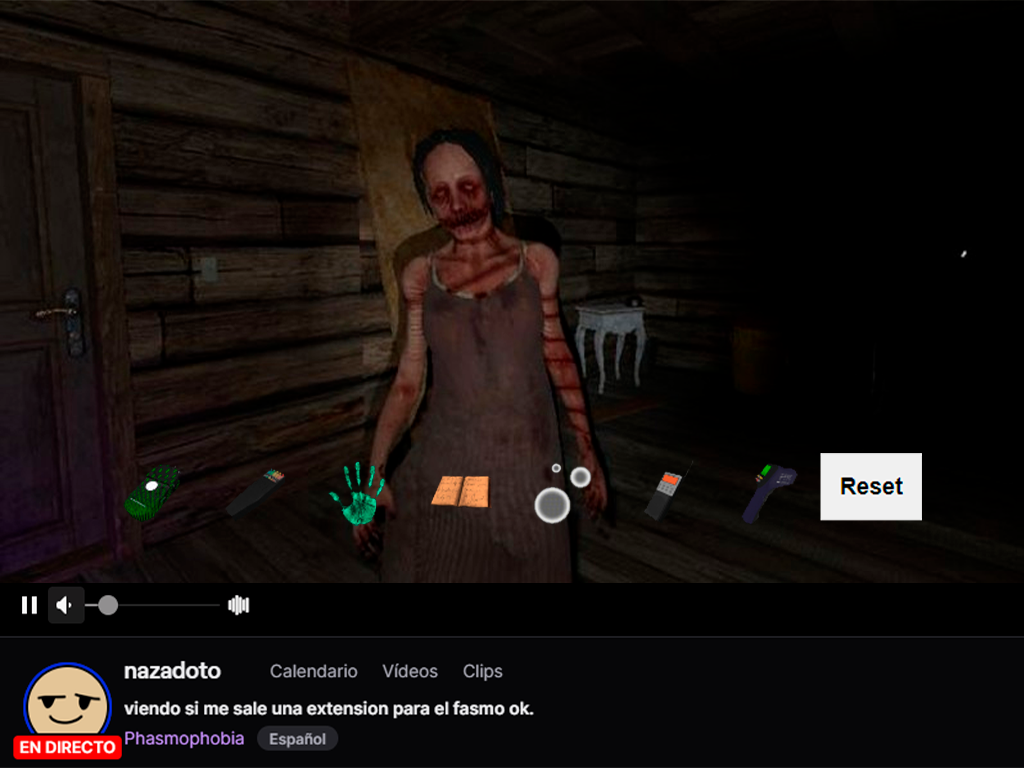 Reset
nazadoto
Calendario Vídeos Clips
viendo si me sale una extension para el fasmo ok.
EN DIRECTO
Phasmophobia Español